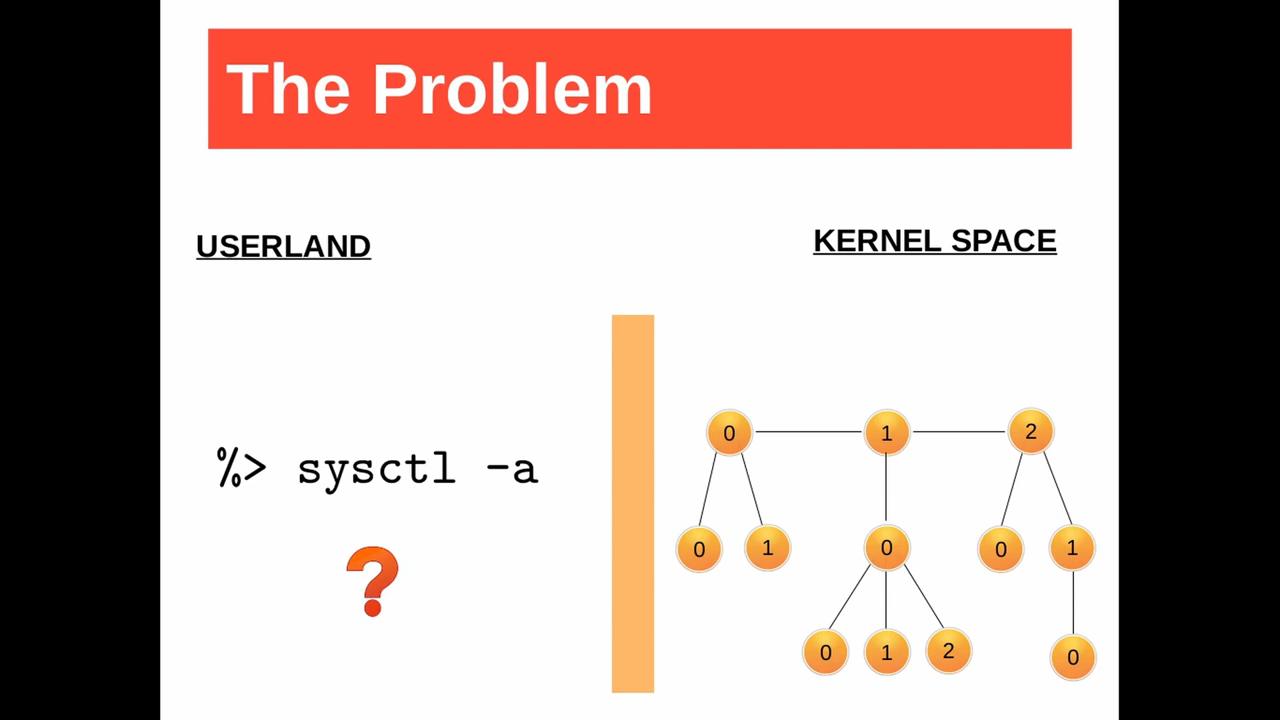 The Problem
USERLAND
KERNEL SPACE
%> sysctl -a
?
0 1 2
0 1 0 0 1
0 1 2 0